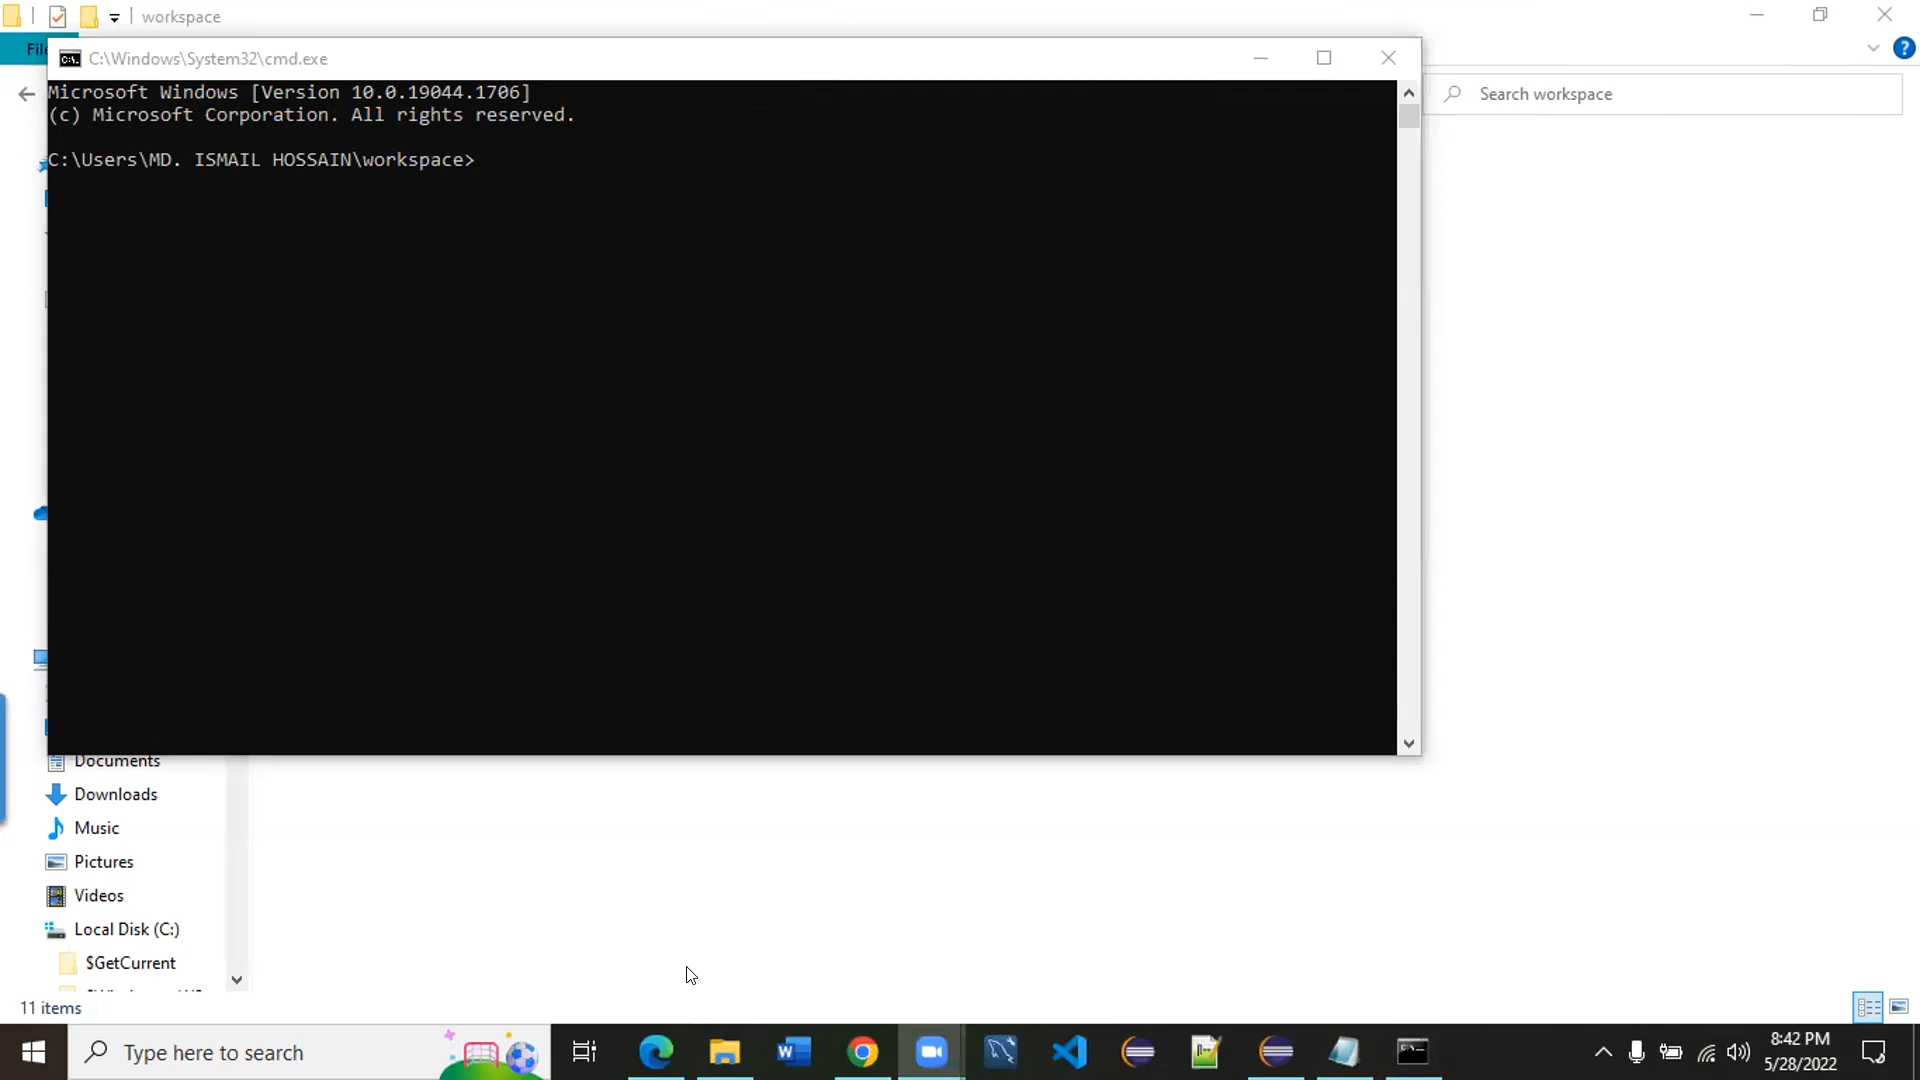 workspace
File
C:\Windows\System32\cmd.exe
Microsoft Windows [Version 10.0.19044.1706]
(c) Microsoft Corporation. All rights reserved.
C:\Users\MD. ISMAIL HOSSAIN\workspace>
Search workspace
Documents
Downloads
Music
Pictures
Videos
Local Disk (C:)
$GetCurrent
11 items
Type here to search
8:42 PM
5/28/2022